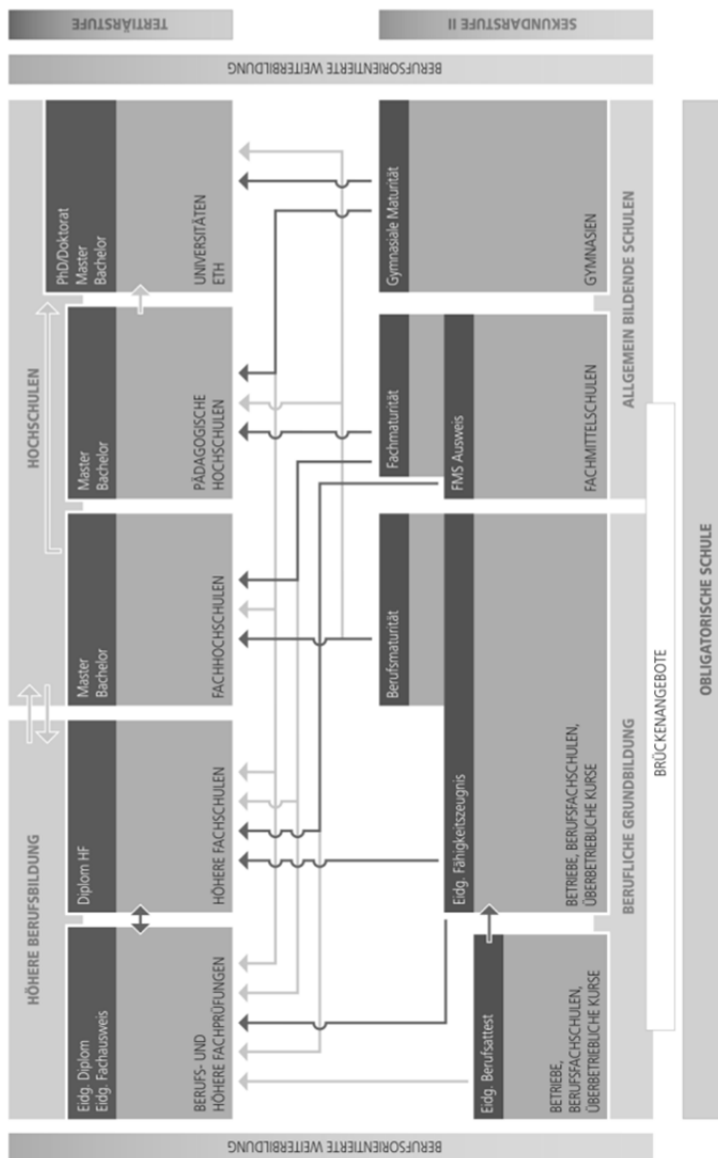 TERTIÄRSTUFE
SEKUNDARSTUFE II
BERUFSORIENTIERTE WEITERBILDUNG
HÖHERE BERUFSBILDUNG
HOCHSCHULEN
Eidg. Diplom
Eidg. Fachausweis
BERUFS- UND
HÖHERE FACHPRÜFUNGEN
Diplom HF
HÖHERE FACHSCHULEN
Master
Bachelor
FACHHOCHSCHULEN
Master
Bachelor
PÄDAGOGISCHE
HOCHSCHULEN
PhD/Doktorat
Master
Bachelor
UNIVERSITÄTEN
ETH
Eidg. Berufsattest
BETRIEBE,
BERUFSFACHSCHULEN,
ÜBERBETRIEBLICHE KURSE
Eidg. Fähigkeitszeugnis
BETRIEBE, BERUFSFACHSCHULEN,
ÜBERBETRIEBLICHE KURSE
Berufsmaturität
Fachmaturität
FMS Ausweis
FACHMITTELSCHULEN
Gymnasiale Maturität
GYMNASIEN
BERUFLICHE GRUNDBILDUNG
ALLGEMEIN BILDENDE SCHULEN
BRÜCKENANGEBOTE
OBLIGATORISCHE SCHULE
BERUFSORIENTIERTE WEITERBILDUNG